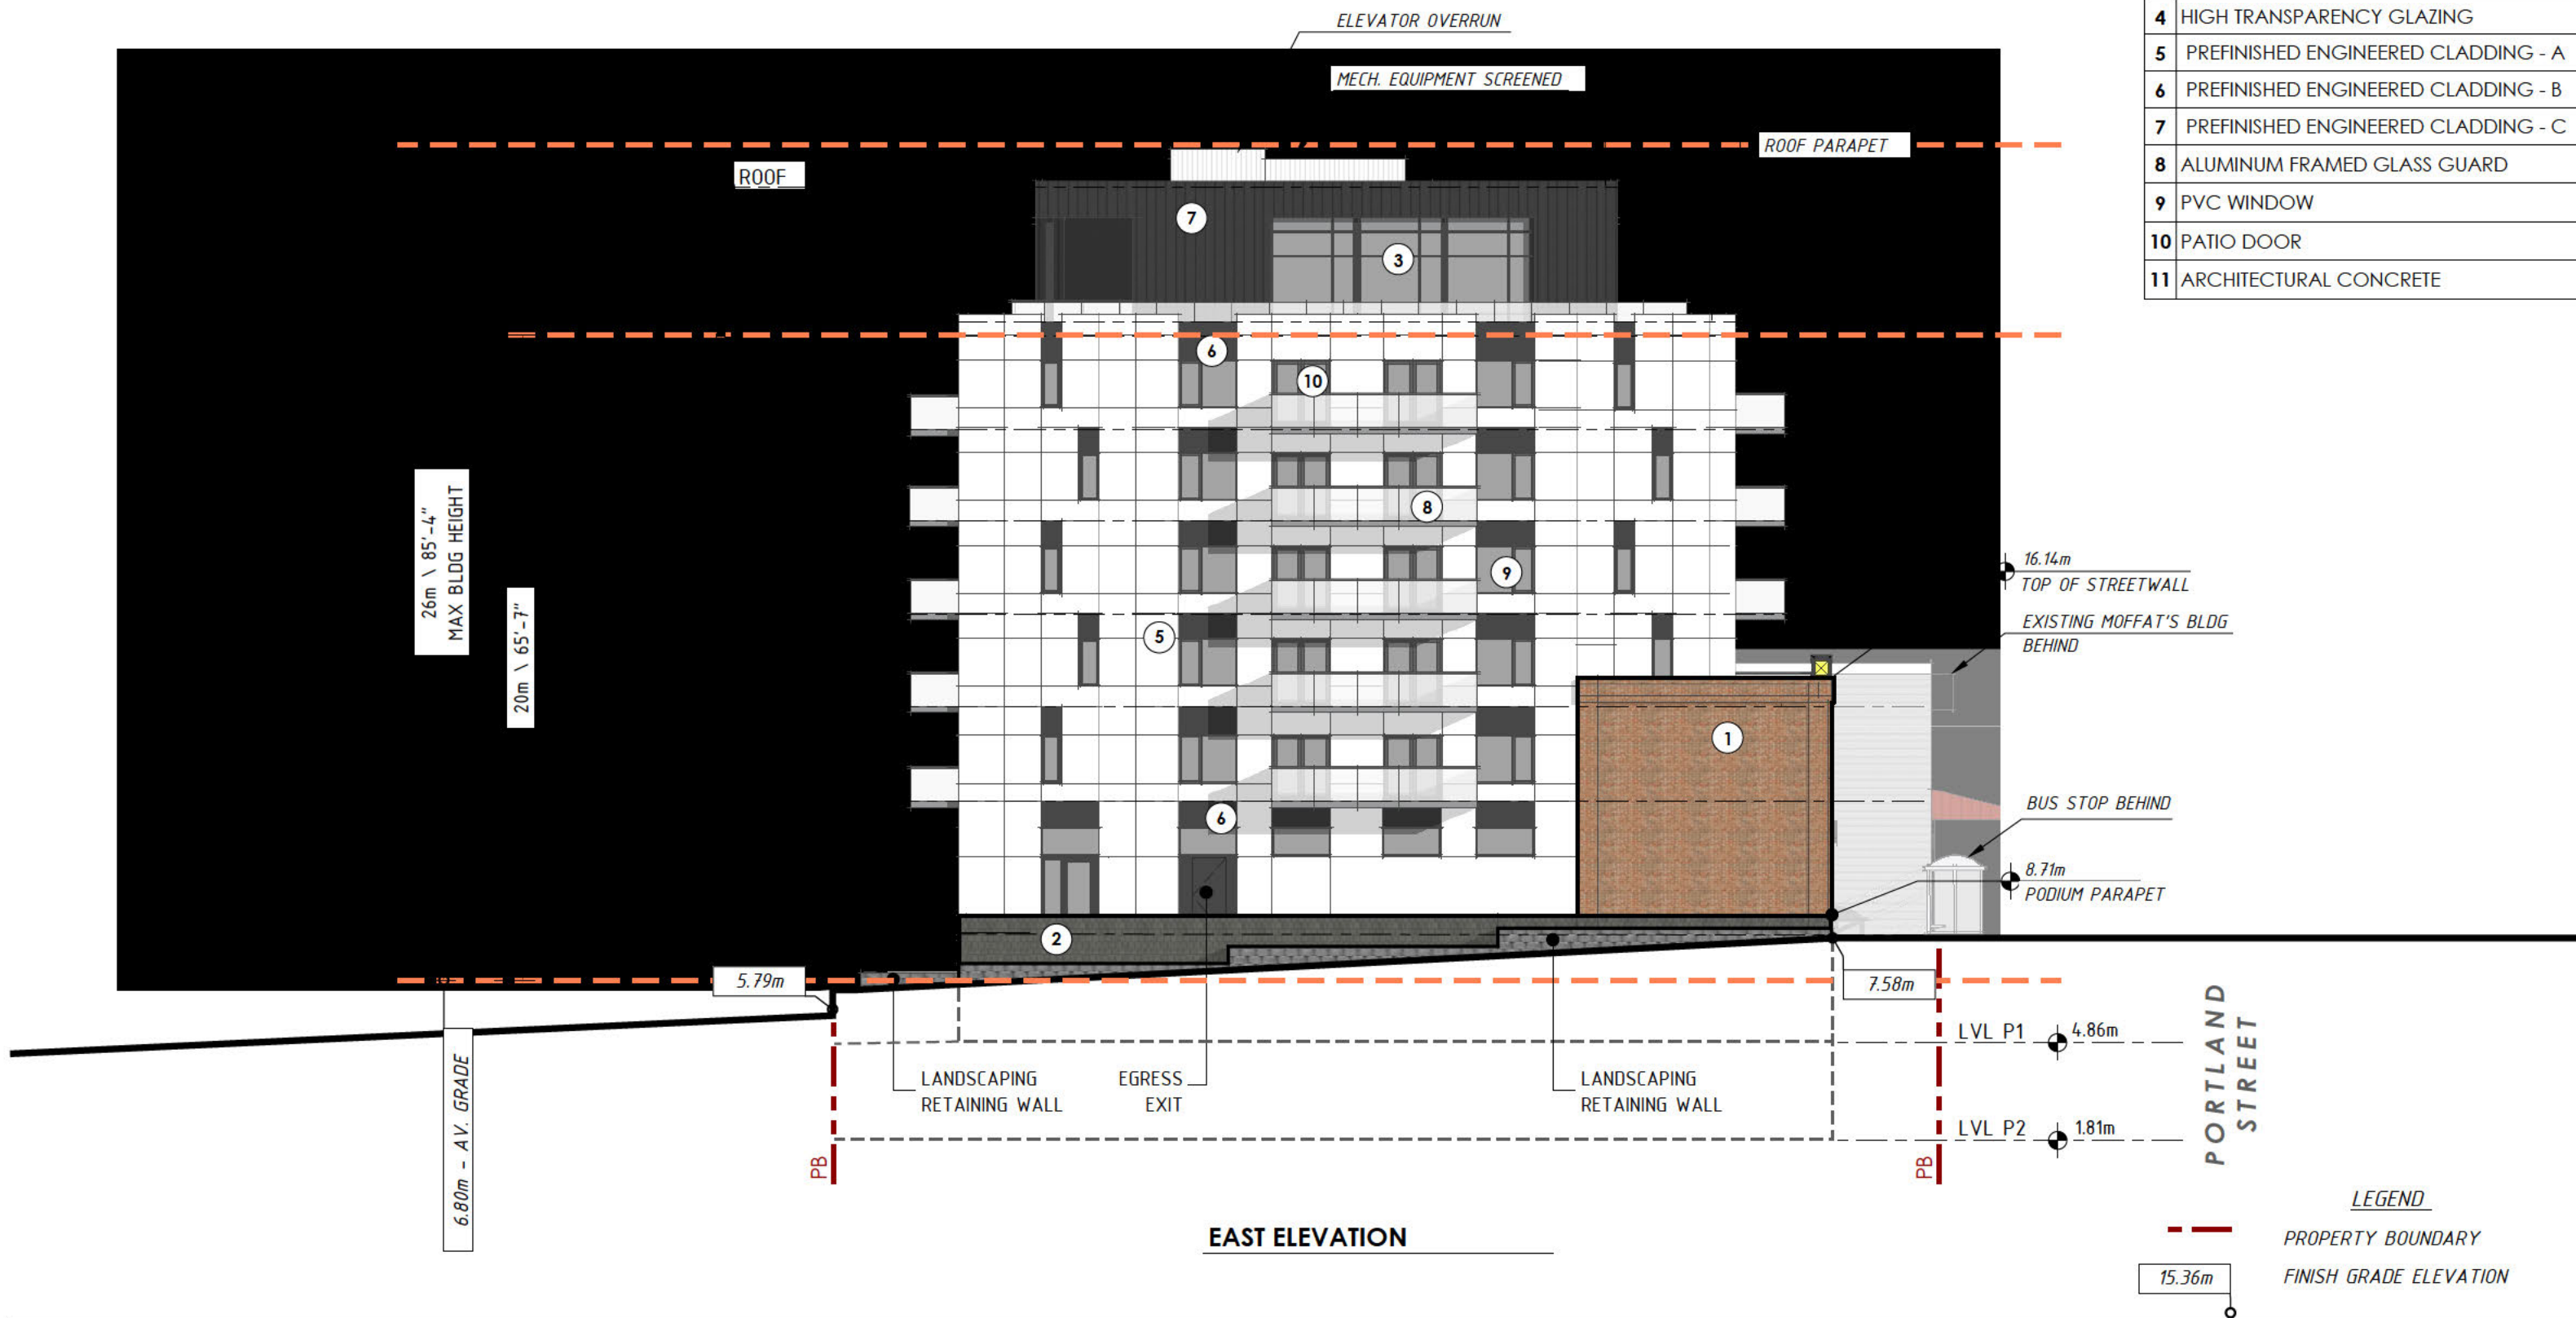 ELEVATOR OVERRUN
MECH. EQUIPMENT SCREENED
ROOF PARAPET
ROOF
4 HIGH TRANSPARENCY GLAZING
5 PREFINISHED ENGINEERED CLADDING - A
6 PREFINISHED ENGINEERED CLADDING - B
7 PREFINISHED ENGINEERED CLADDING - C
8 ALUMINUM FRAMED GLASS GUARD
9 PVC WINDOW
10 PATIO DOOR
11 ARCHITECTURAL CONCRETE
7
3
6
10
8
9
5
1
6
2
26m \ 85'-4"
MAX BLDG HEIGHT
20m \ 65'-7"
16.14m
TOP OF STREETWALL
EXISTING MOFFAT'S BLDG
BEHIND
BUS STOP BEHIND
8.71m
PODIUM PARAPET
5.79m
7.58m
6.80m - AV. GRADE
LVL P1 4.86m
LVL P2 1.81m
LANDSCAPING
RETAINING WALL
EGRESS
EXIT
LANDSCAPING
RETAINING WALL
PB
PB
PORTLAND
STREET
EAST ELEVATION
LEGEND
PROPERTY BOUNDARY
15.36m FINISH GRADE ELEVATION